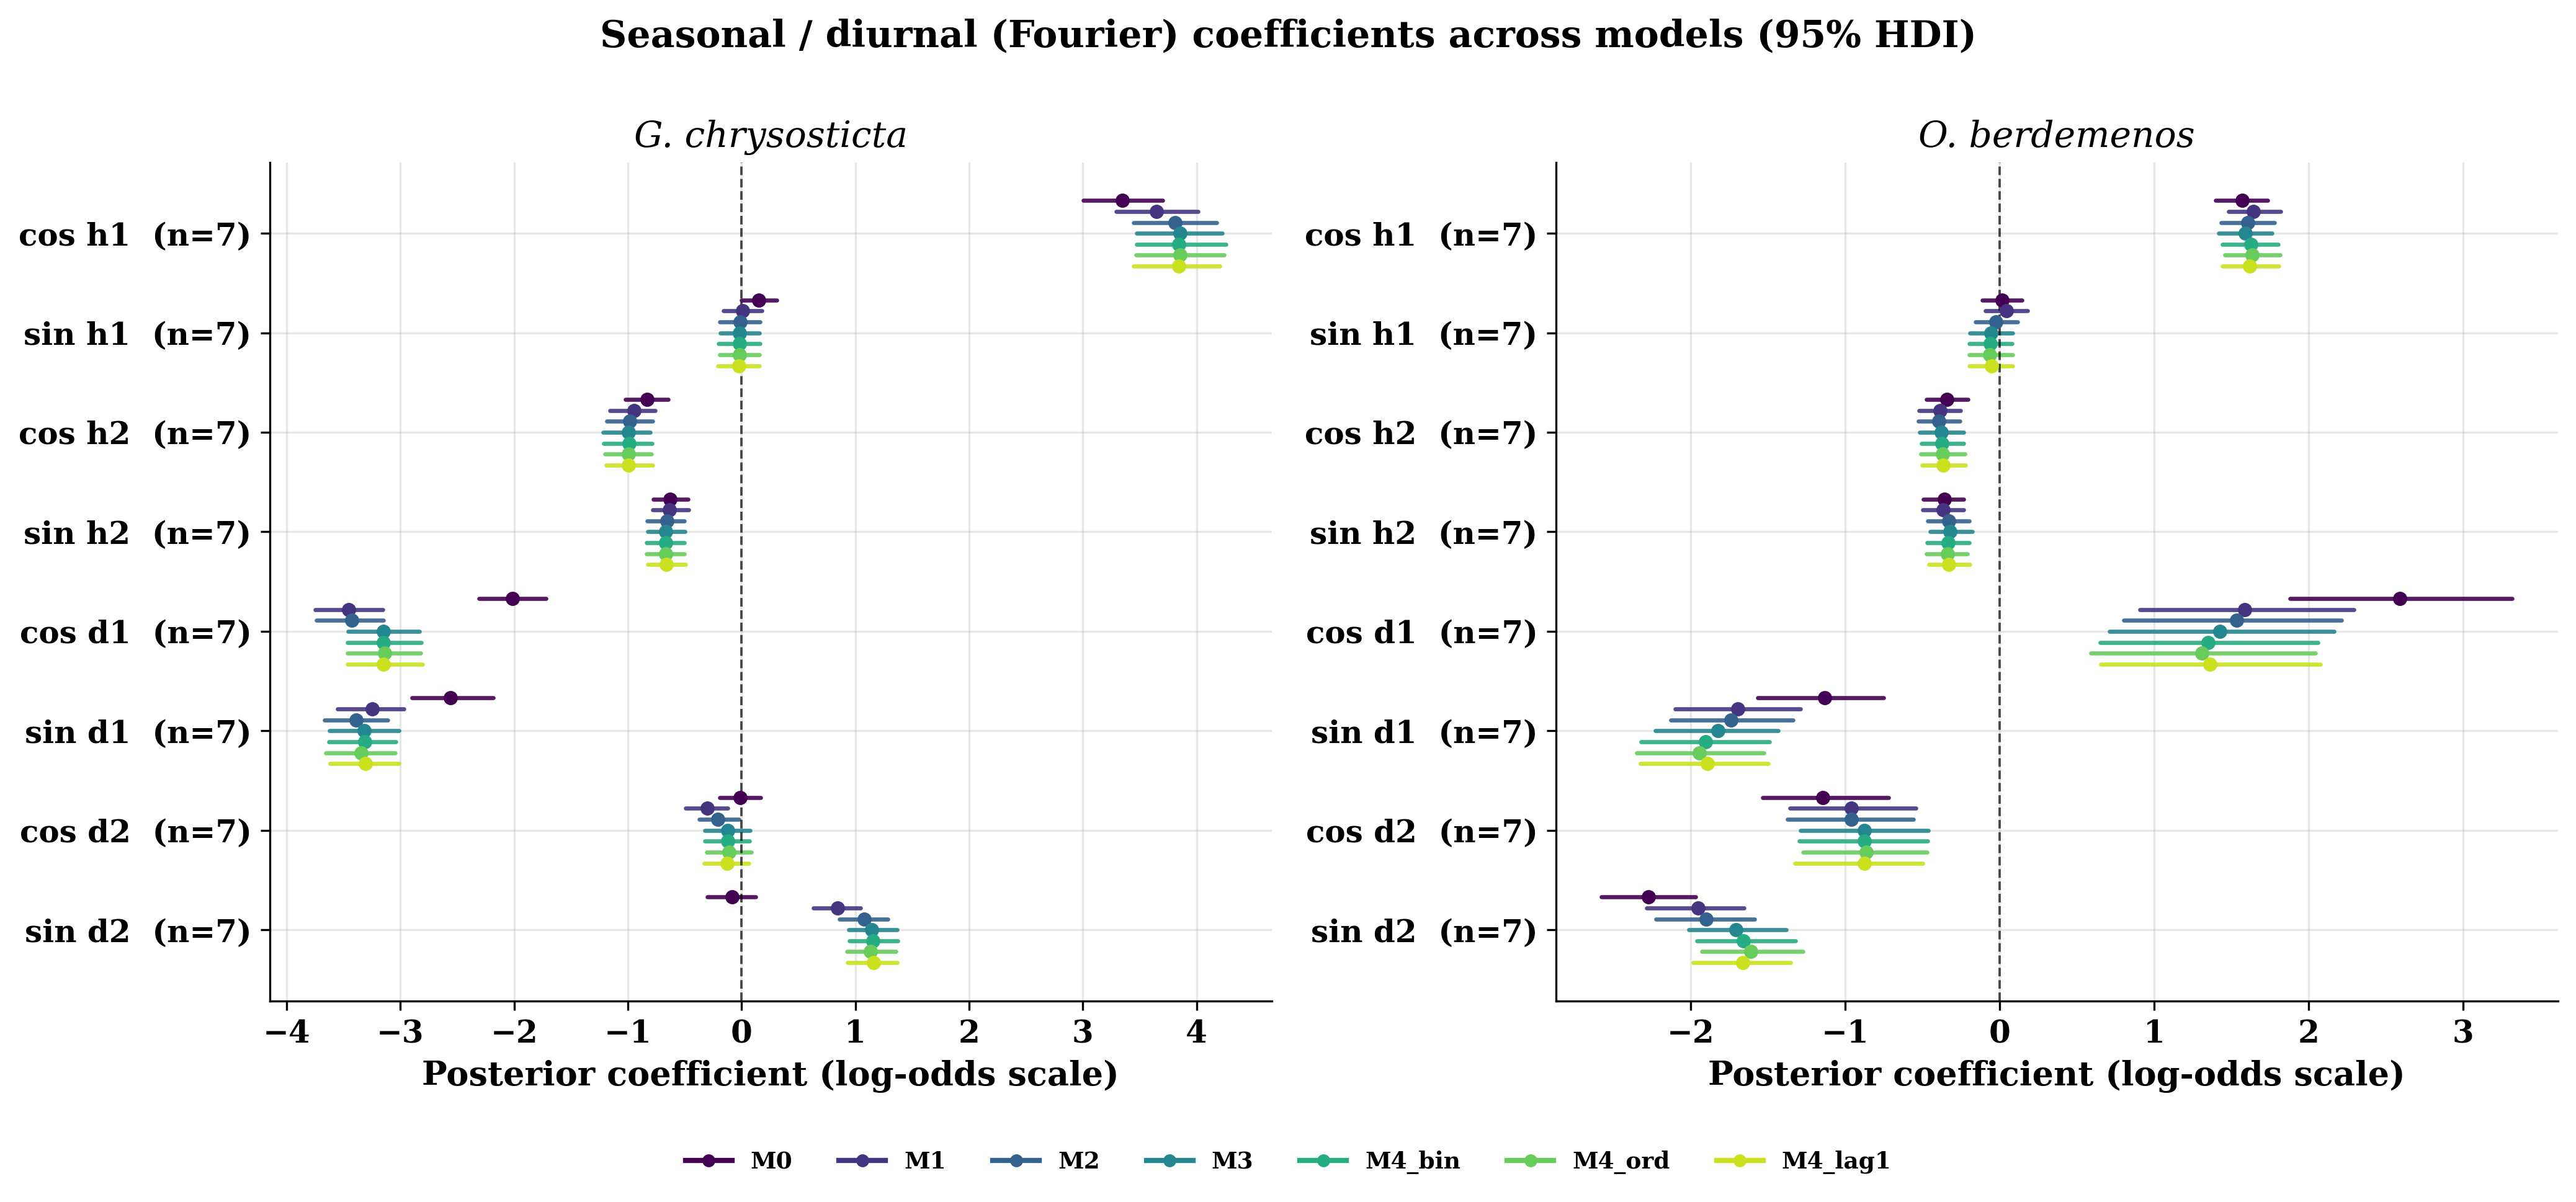 Seasonal / diurnal (Fourier) coefficients across models (95% HDI)
G. chrysosticta
cos h1 (n=7)
sin h1 (n=7)
cos h2 (n=7)
sin h2 (n=7)
cos d1 (n=7)
sin d1 (n=7)
cos d2 (n=7)
sin d2 (n=7)
−4 −3 −2 −1 0 1 2 3 4
Posterior coefficient (log-odds scale)
O. berdemenos
cos h1 (n=7)
sin h1 (n=7)
cos h2 (n=7)
sin h2 (n=7)
cos d1 (n=7)
sin d1 (n=7)
cos d2 (n=7)
sin d2 (n=7)
−2 −1 0 1 2 3
Posterior coefficient (log-odds scale)
M0 M1 M2 M3 M4_bin M4_ord M4_lag1